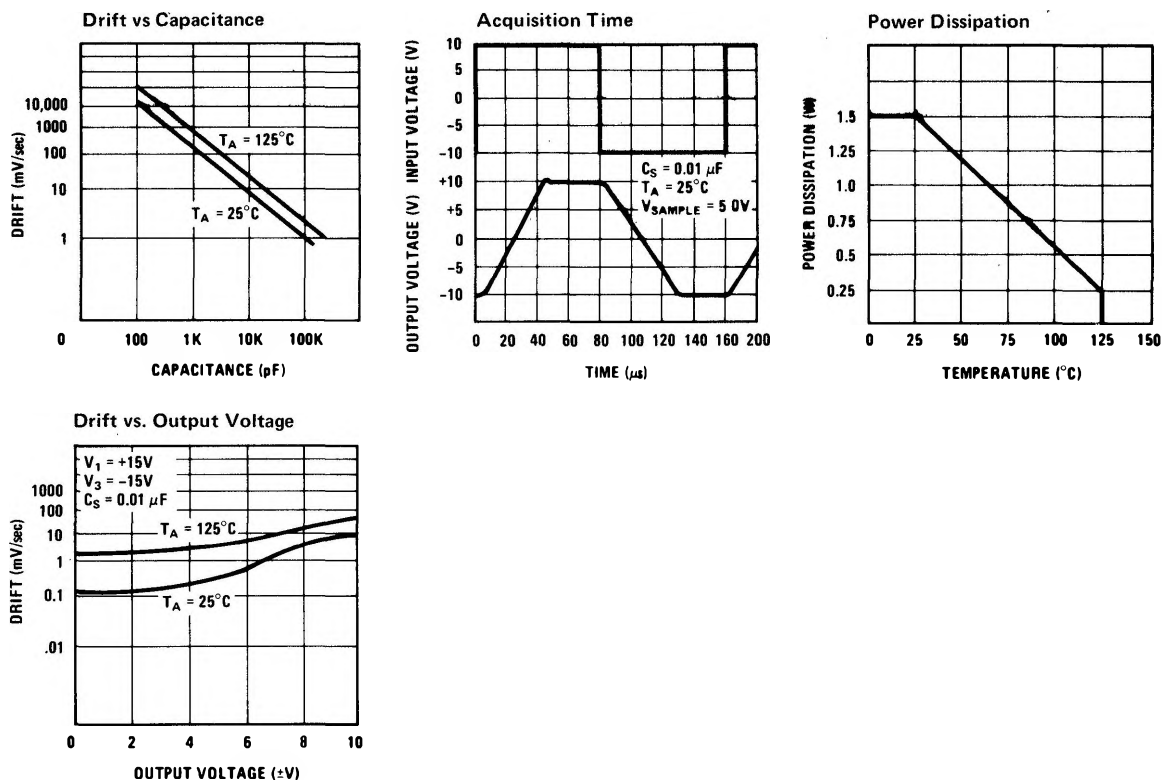 Drift vs Capacitance
DRIFT (mV/sec)
10,000
1000
100
10
1
0
100 1K 10K 100K
T_A = 125°C
T_A = 25°C
CAPACITANCE (pF)
Acquisition Time
OUTPUT VOLTAGE (V) INPUT VOLTAGE (V)
10
5
0
-5
-10
+10
+5
0
-5
-10
C_S = 0.01 µF
T_A = 25°C
V_SAMPLE = 5 0V
0 20 40 60 80 100 120 140 160 200
TIME (µs)
Power Dissipation
POWER DISSIPATION
1.5
1.25
1.0
0.75
0.5
0.25
0 25 50 75 100 125 150
TEMPERATURE (°C)
Drift vs. Output Voltage
DRIFT (mV/sec)
1000
100
10
1
0.1
.01
V_1 = +15V
V_3 = -15V
C_S = 0.01 µF
T_A = 125°C
T_A = 25°C
0 2 4 6 8 10
OUTPUT VOLTAGE (±V)